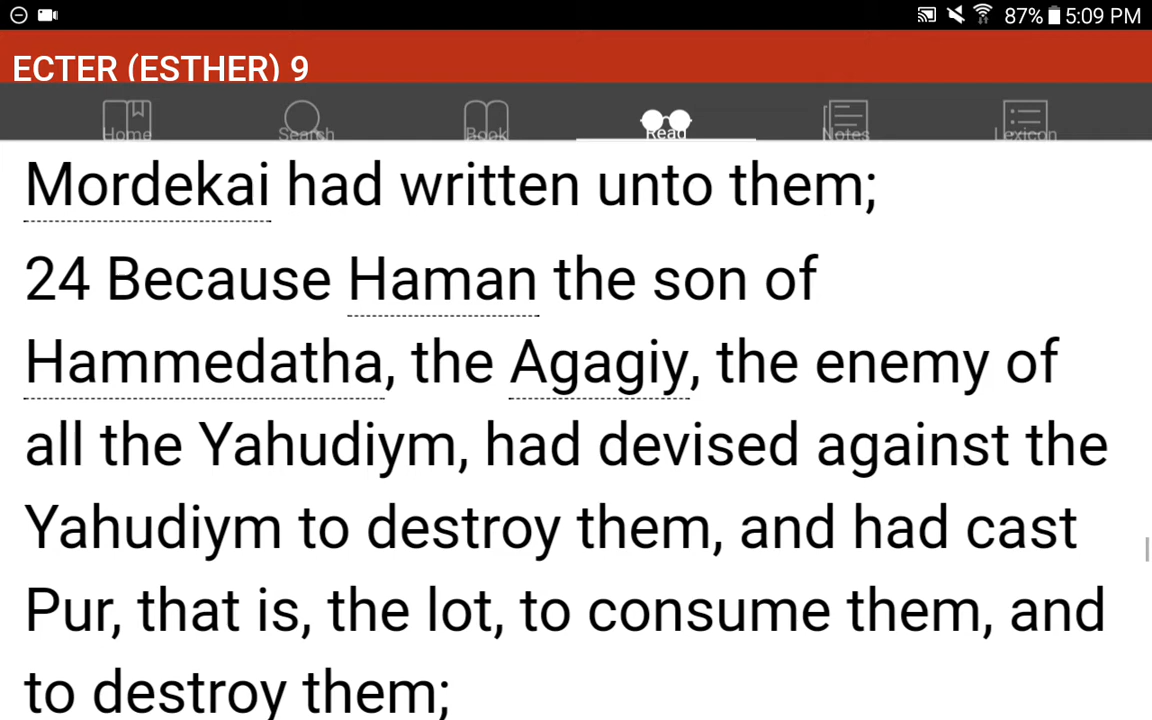 87% 5:09 PM
ECTER (ESTHER) 9
Home Search Book Read Notes Lexicon
Mordekai had written unto them;
24 Because Haman the son of
Hammedatha, the Agagiy, the enemy of
all the Yahudiym, had devised against the
Yahudiym to destroy them, and had cast
Pur, that is, the lot, to consume them, and
to destroy them;